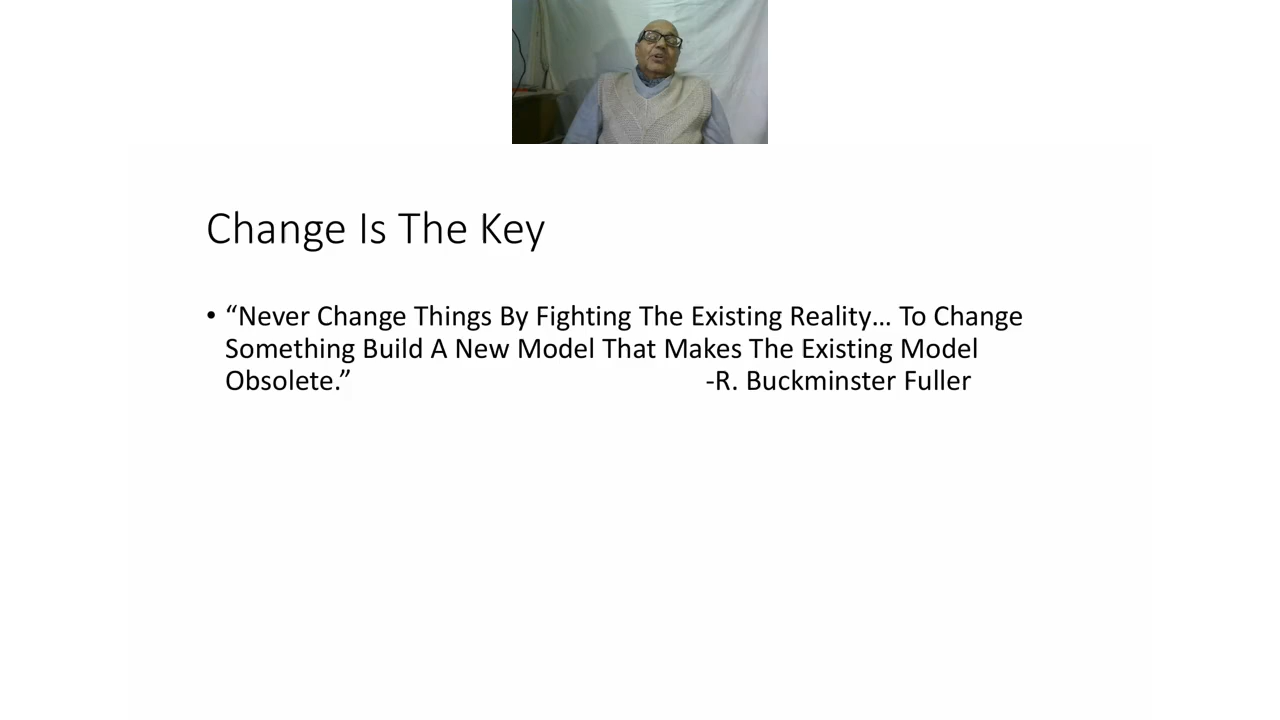 Change Is The Key
• “Never Change Things By Fighting The Existing Reality… To Change
Something Build A New Model That Makes The Existing Model
Obsolete.” -R. Buckminster Fuller